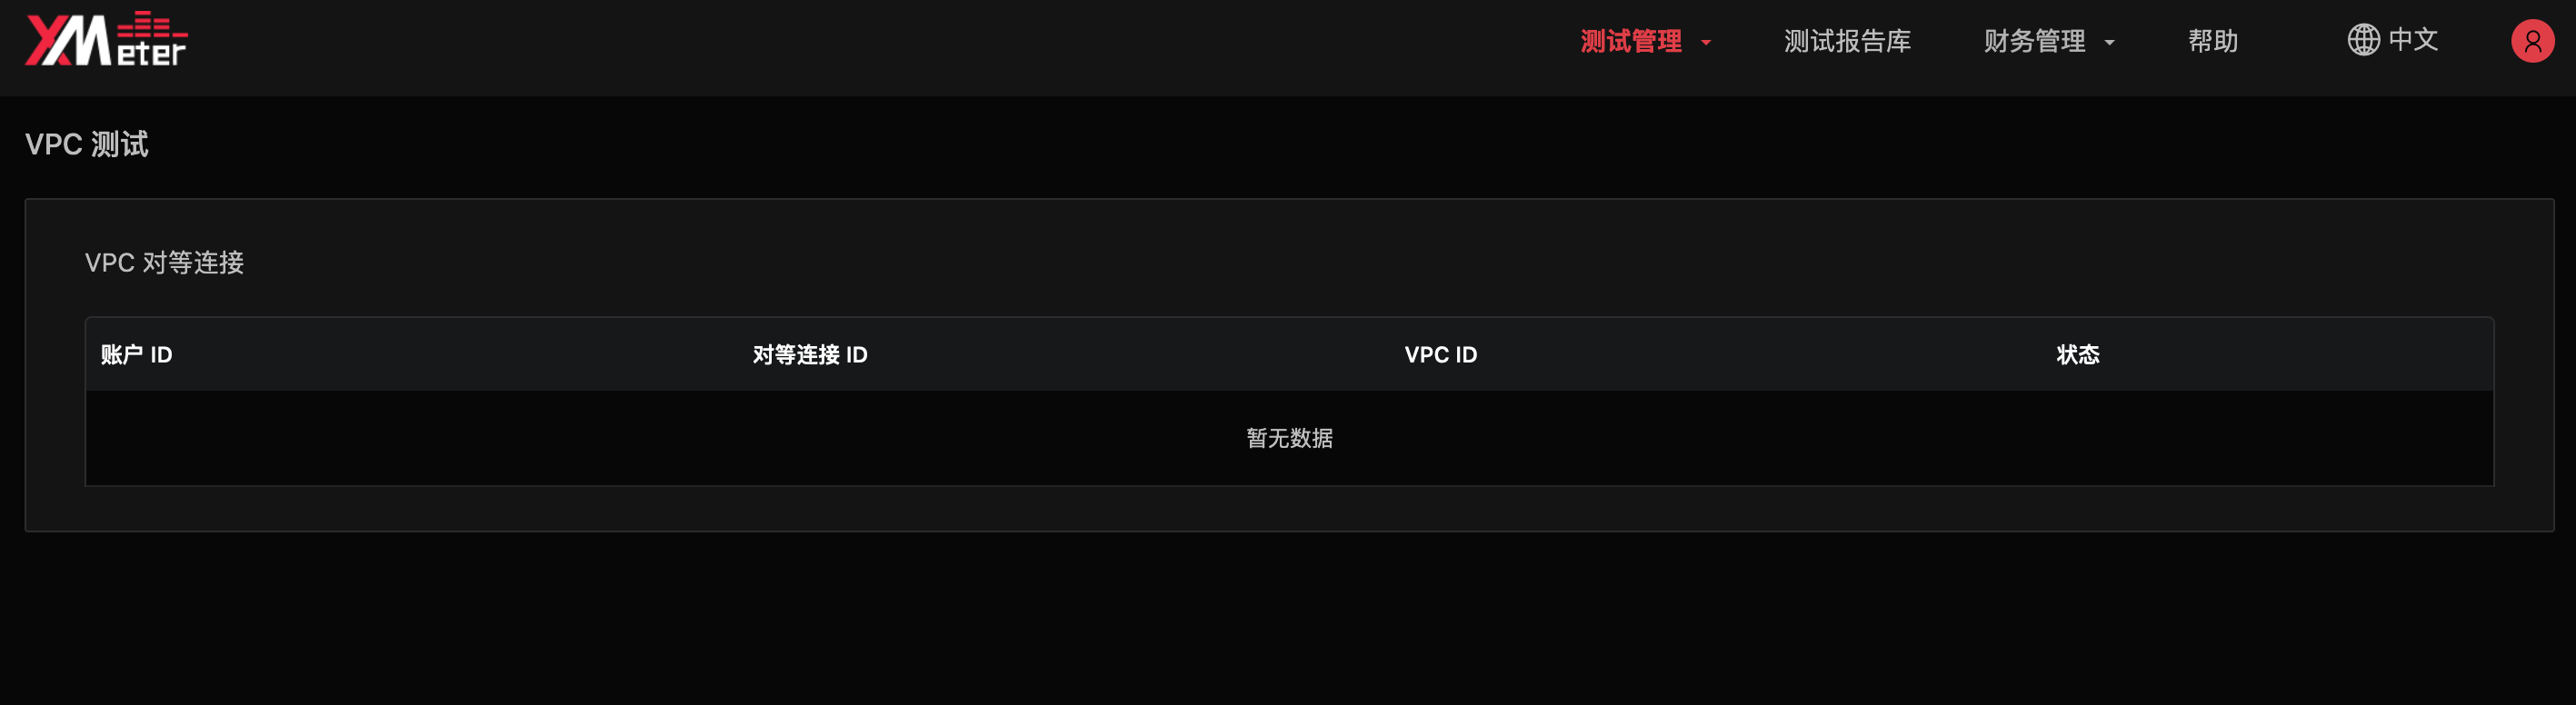 XMeter
测试管理
测试报告库
财务管理
帮助
中文
VPC 测试
VPC 对等连接
账户 ID
对等连接 ID
VPC ID
状态
暂无数据